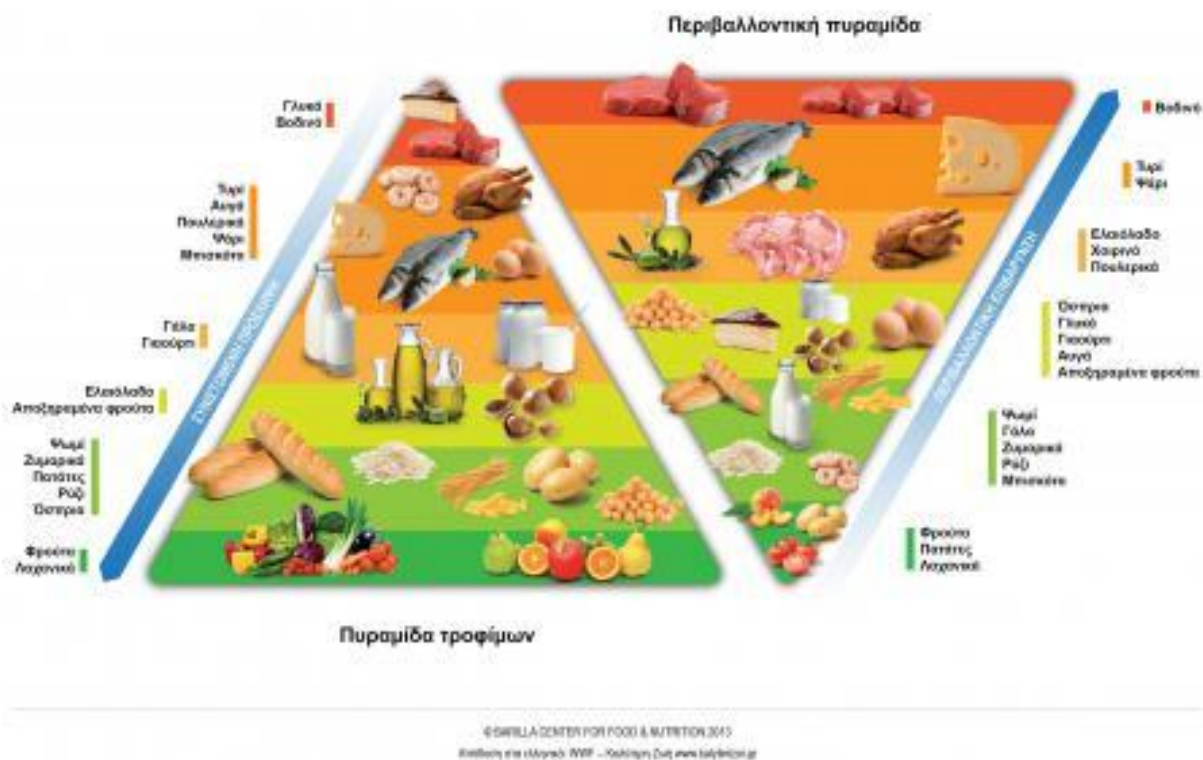 Περιβαλλοντική πυραμίδα
Γλυκά
Βοδινό
Τυρί
Αυγά
Πουλερικά
Ψάρι
Μπισκότα
Γάλα
Γιαούρτι
Ελαιόλαδο
Αποξηραμένα φρούτα
Ψωμί
Ζυμαρικά
Πατάτες
Ρύζι
Όσπρια
Φρούτα
Λαχανικά
Βοδινό
Τυρί
Ψάρι
Ελαιόλαδο
Χοιρινό
Πουλερικά
Όσπρια
Γλυκά
Γιαούρτι
Αυγά
Αποξηραμένα φρούτα
Ψωμί
Γάλα
Ζυμαρικά
Ρύζι
Μπισκότα
Φρούτα
Πατάτες
Λαχανικά
ΠΕΡΙΒΑΛΛΟΝΤΙΚΗ ΕΠΙΒΑΡΥΝΣΗ
Πυραμίδα τροφίμων
© BARILLA CENTER FOR FOOD & NUTRITION 2013